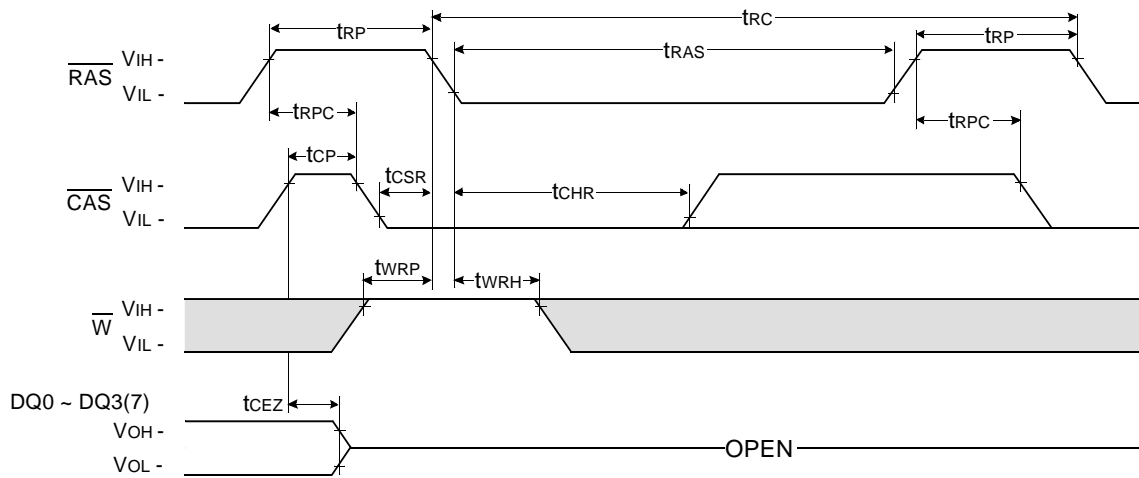 tRP
tRC
tRAS
tRP
RAS
VIH -
VIL -
tRPC
tRPC
tCP
tCSR
tCHR
CAS
VIH -
VIL -
tWRP
tWRH
W
VIH -
VIL -
DQ0 ~ DQ3(7)
tCEZ
VOH -
VOL -
OPEN